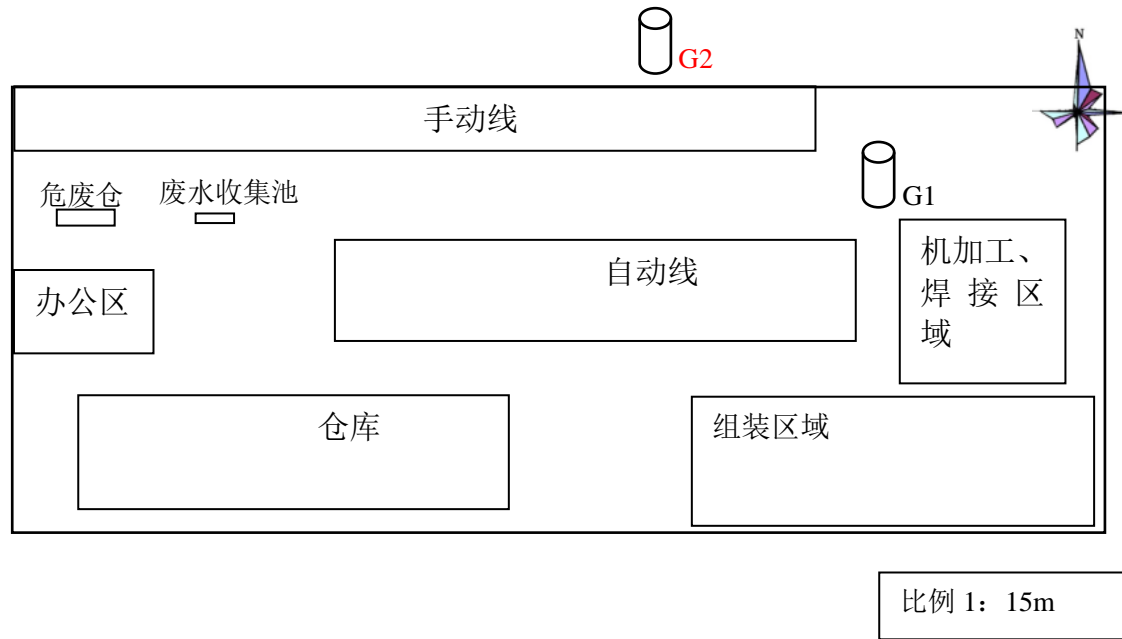 N
G2
手动线
危废仓
废水收集池
G1
自动线
机加工、
焊接区
域
办公区
仓库
组装区域
比例 1：15m